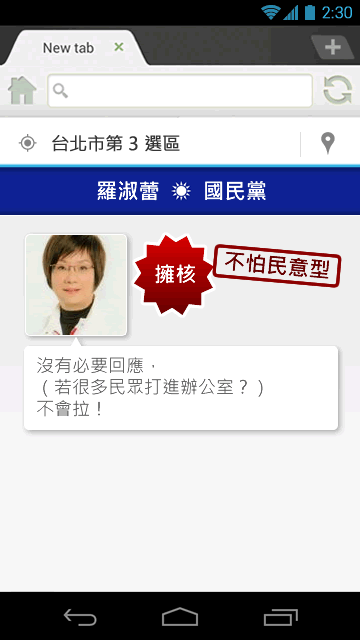 2:30
New tab
台北市第 3 選區
羅淑蕾 國民黨
擁核
不怕民意型
沒有必要回應，
（若很多民眾打進辦公室？）
不會拉！